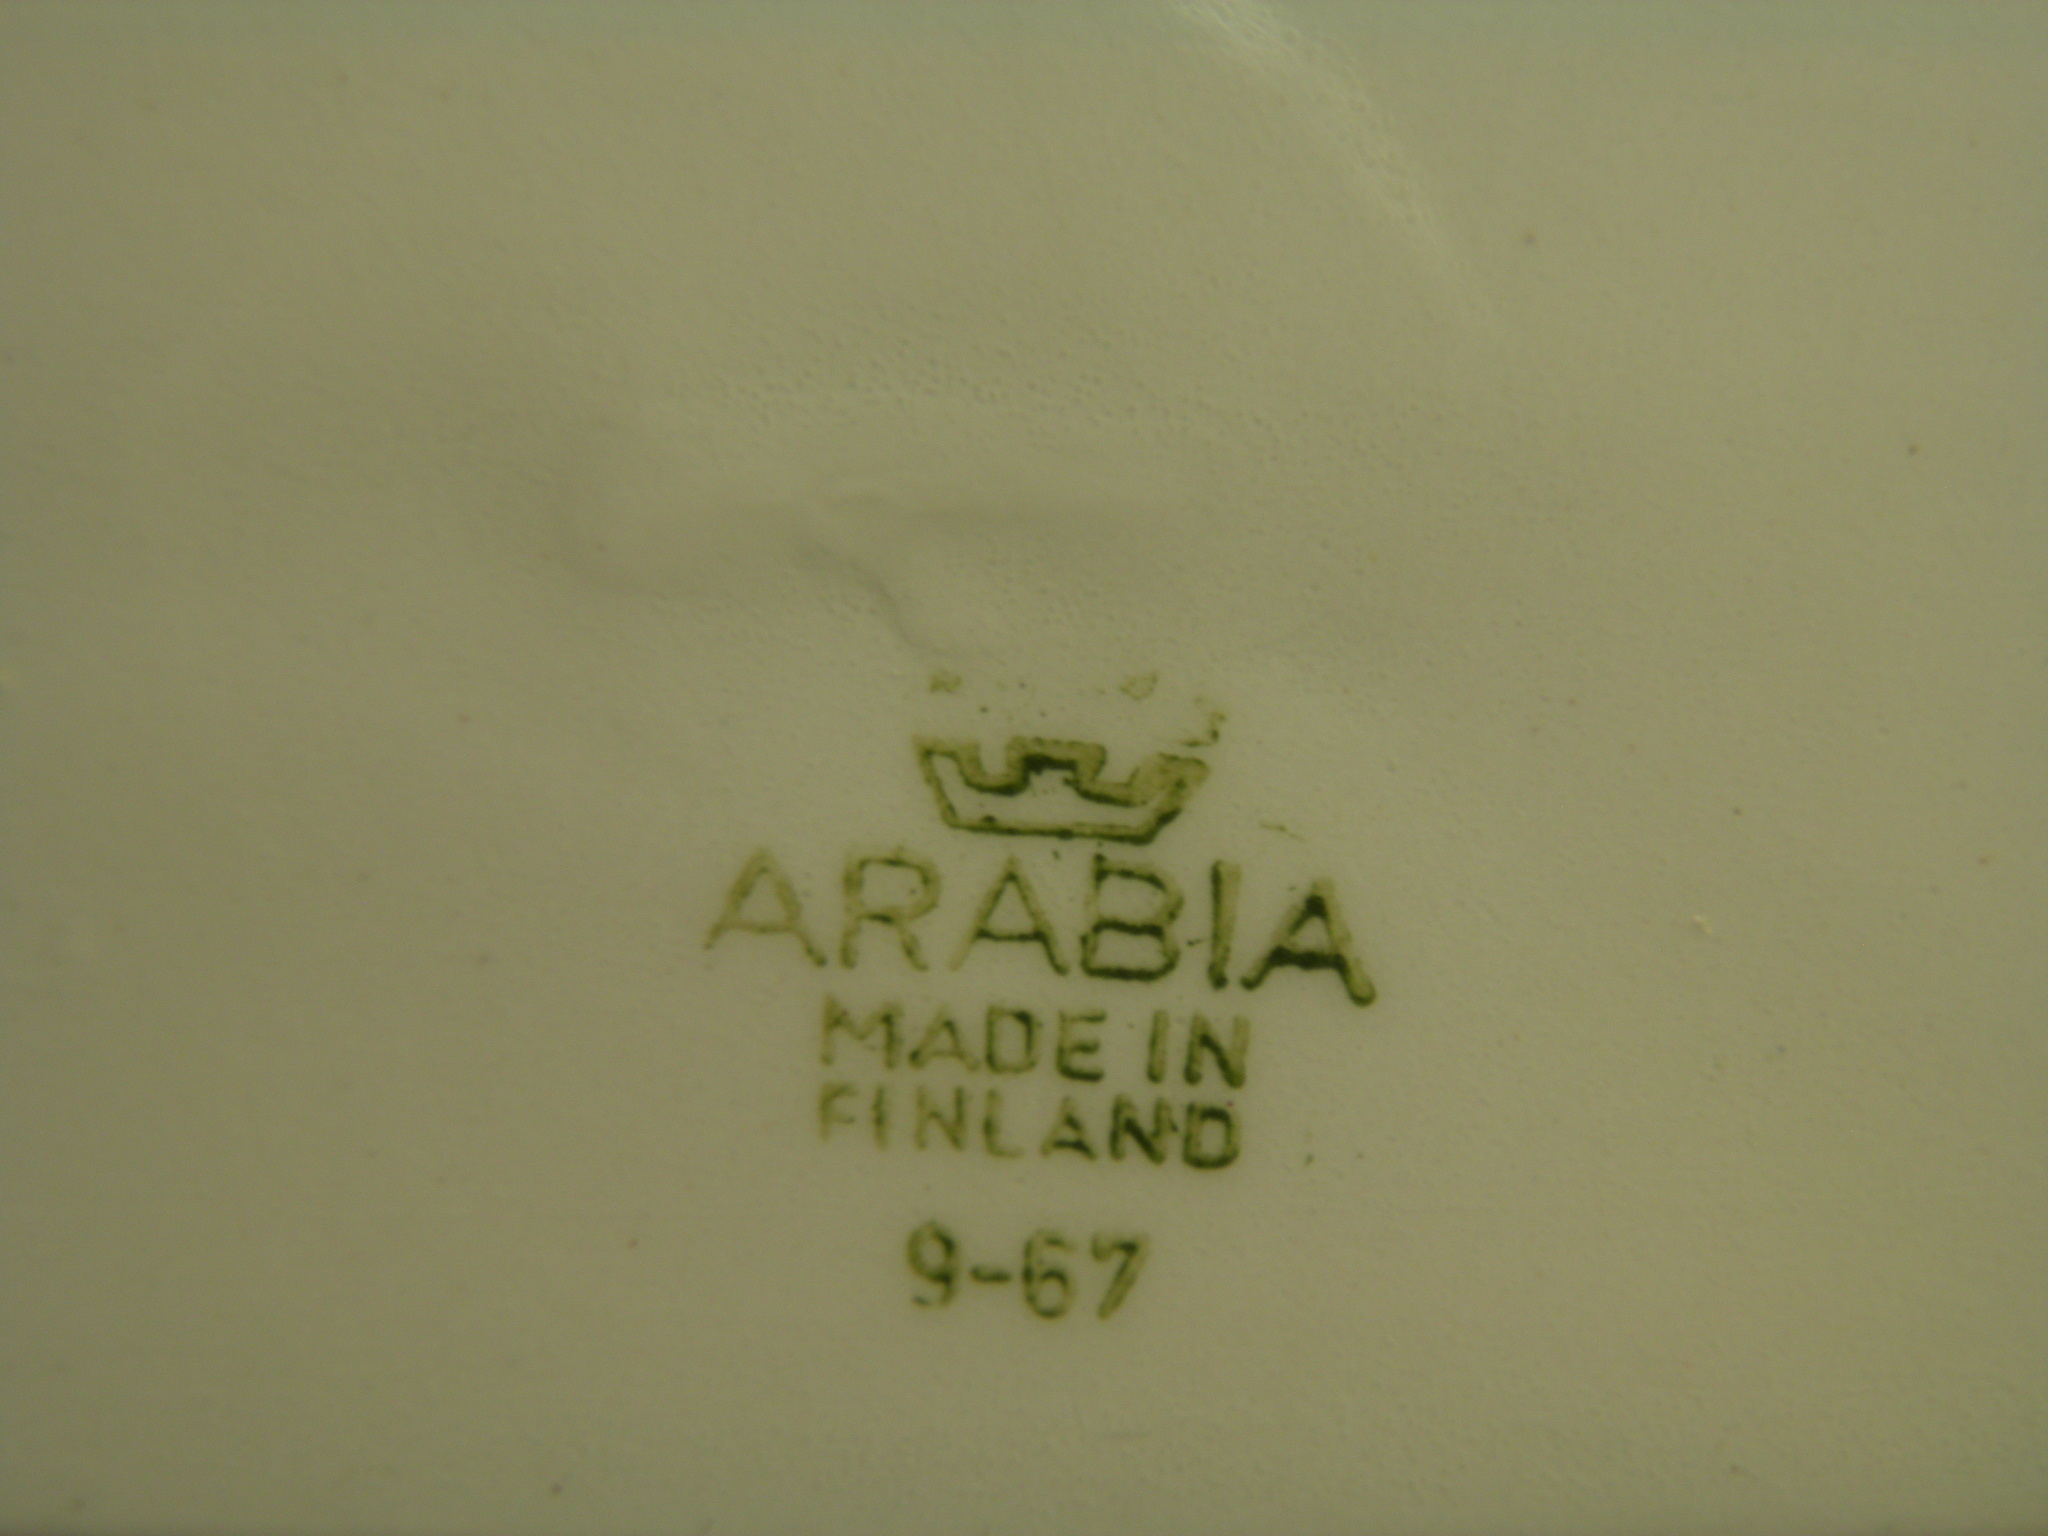 ARABIA
MADE IN
FINLAND
9-67